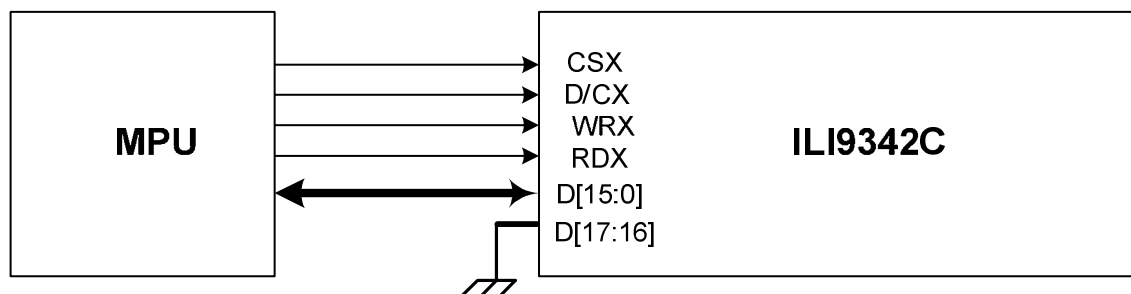 MPU
CSX
D/CX
WRX
RDX
D[15:0]
D[17:16]
ILI9342C